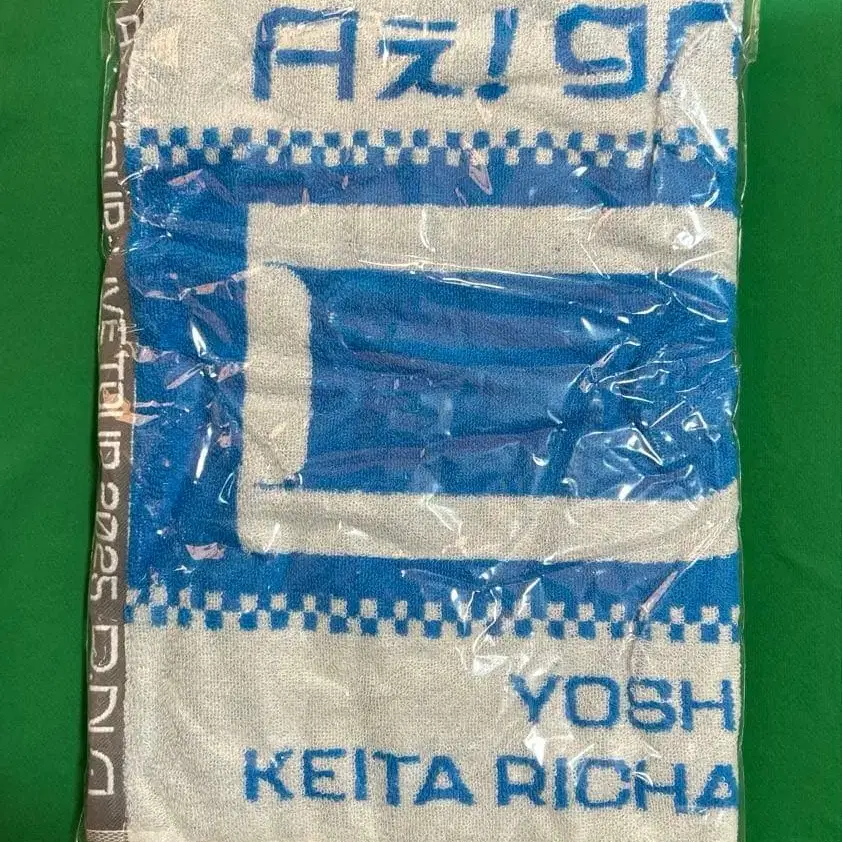 Aぇ! gr
LIVE TOUR 2025 D.N.A
YOSH
KEITA RICHA